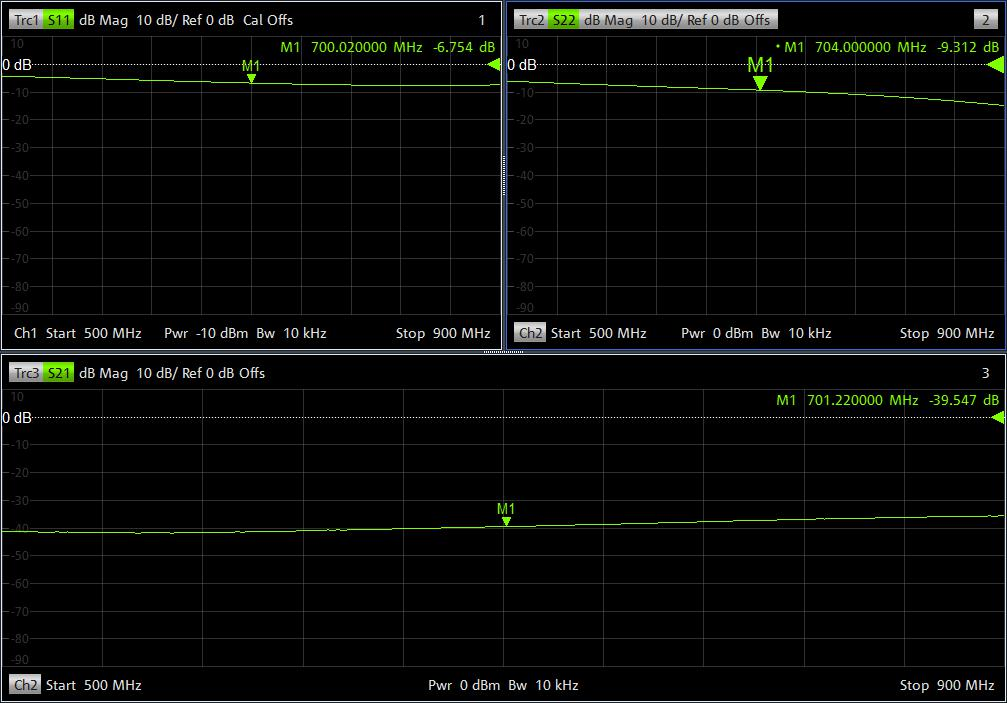 Trc1 S11 dB Mag 10 dB/ Ref 0 dB Cal Offs 1
10
M1 700.020000 MHz -6.754 dB
0 dB
M1
-10
-20
-30
-40
-50
-60
-70
-80
-90
Ch1 Start 500 MHz Pwr -10 dBm Bw 10 kHz Stop 900 MHz
Trc2 S22 dB Mag 10 dB/ Ref 0 dB Offs 2
10
•M1 704.000000 MHz -9.312 dB
0 dB
M1
-10
-20
-30
-40
-50
-60
-70
-80
-90
Ch2 Start 500 MHz Pwr 0 dBm Bw 10 kHz Stop 900 MHz
Trc3 S21 dB Mag 10 dB/ Ref 0 dB Offs 3
10
M1 701.220000 MHz -39.547 dB
0 dB
-10
-20
-30
M1
-40
-50
-60
-70
-80
-90
Ch2 Start 500 MHz Pwr 0 dBm Bw 10 kHz Stop 900 MHz